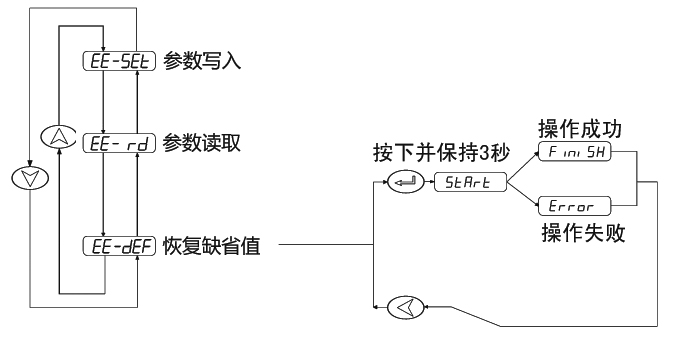 EE-SEt 参数写入
EE- rd 参数读取
EE-dEF 恢复缺省值
按下并保持3秒
StArt
操作成功
F ini SH
Error
操作失败